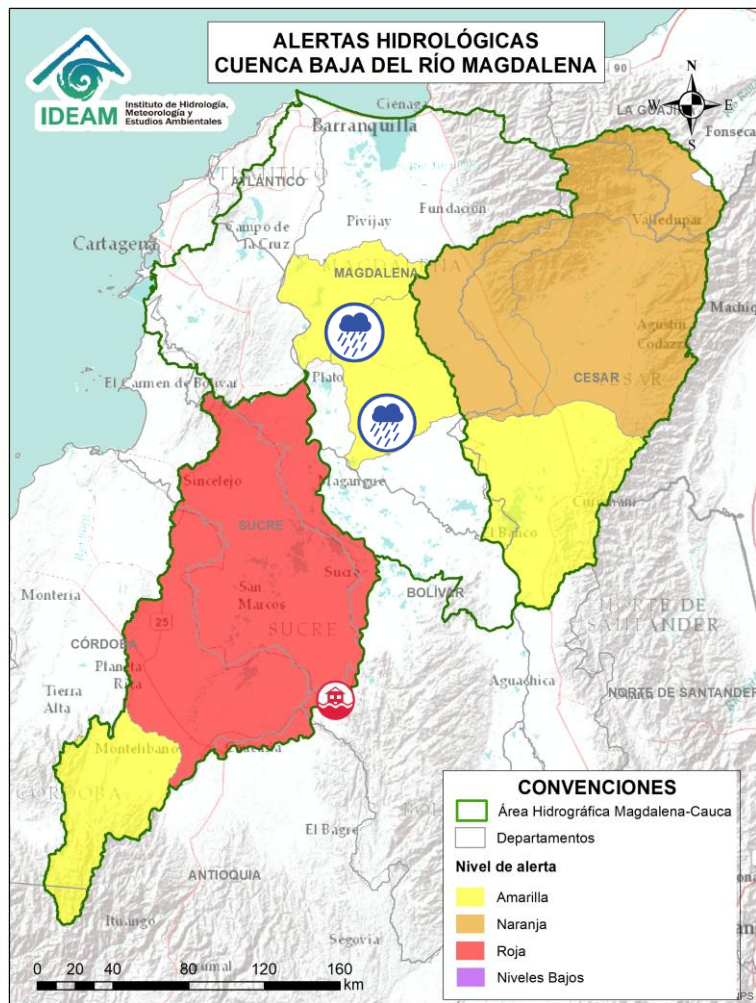 ALERTAS HIDROLÓGICAS
CUENCA BAJA DEL RÍO MAGDALENA
IDEAM
Instituto de Hidrología,
Meteorología y
Estudios Ambientales
90
N
W E
S
LA GUAJIRA
Fonseca
Ciénaga
Barranquilla
ATLÁNTICO
Campo de
la Cruz
Pivijay
Fundación
Valledupar
Cartagena
MAGDALENA
Agustín
Codazzi
CESAR
El Carmen de Bolívar
Plato
Sincelejo
Magangué
SUCRE
El Banco
Sucre
San
Marcos
SUCRE
BOLÍVAR
Montería
25
CÓRDOBA
Planeta
Rica
Tierra
Alta
NORTE DE
SANTANDER
Aguachica
NORTE DE SANTANDER
Montelíbano
CÓRDOBA
El Bagre
ANTIOQUIA
Ituango
Segovia
0 20 40 80 120 160
km
CONVENCIONES
Área Hidrográfica Magdalena-Cauca
Departamentos
Nivel de alerta
Amarilla
Naranja
Roja
Niveles Bajos